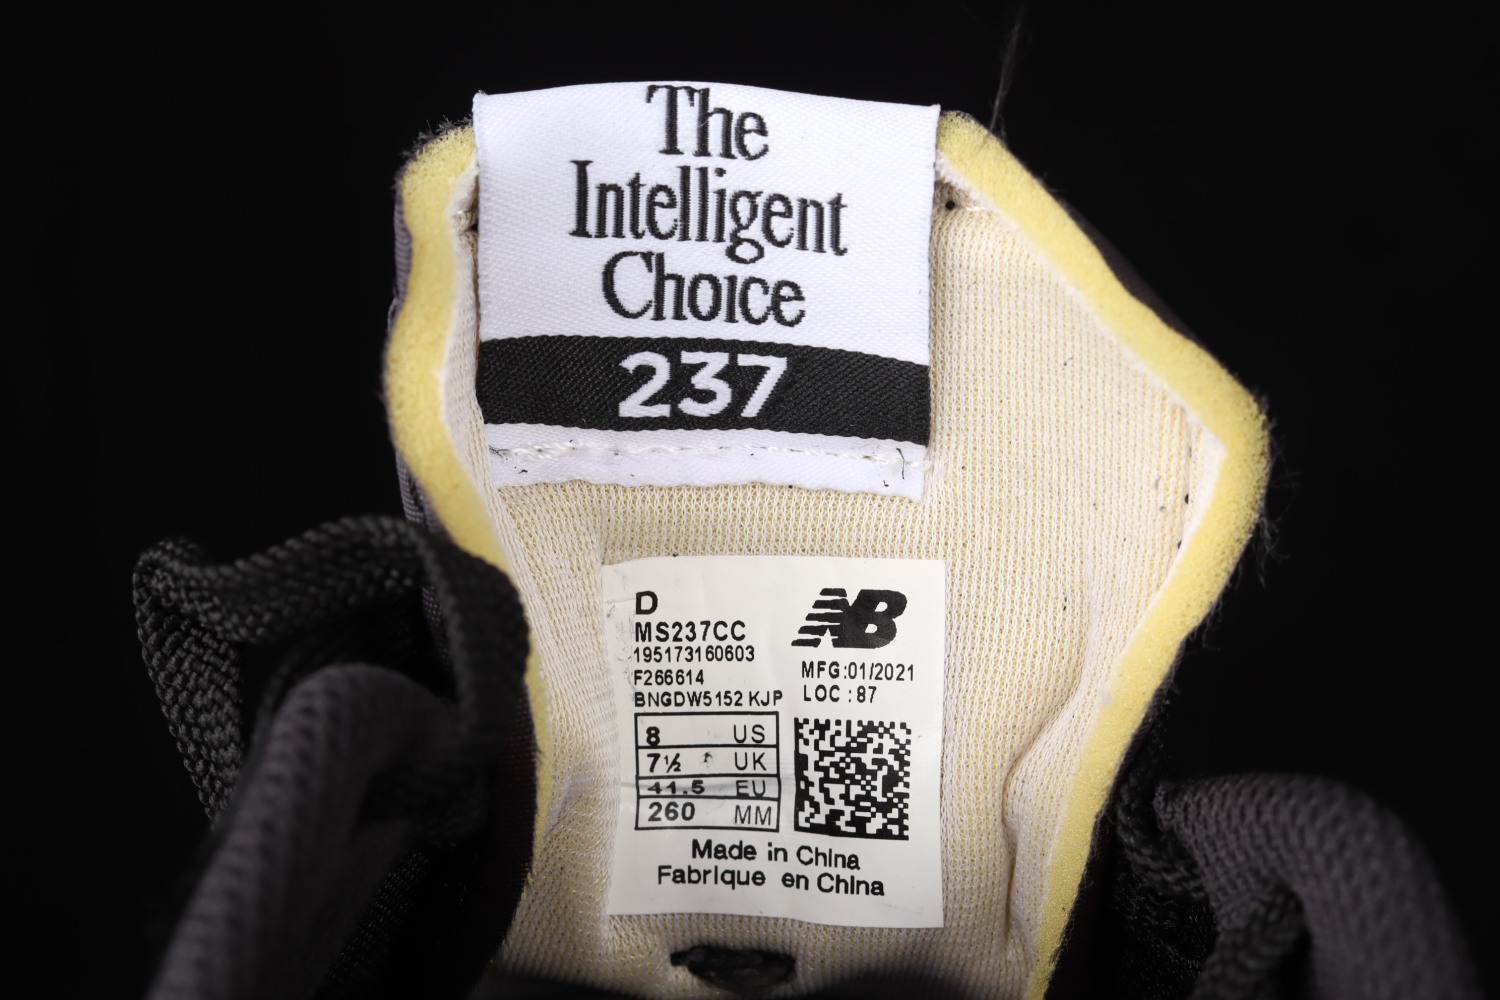 The
Intelligent
Choice
237
D
MS237CC
195173160603
F266614
BNGDW5152 KJP
NB
MFG:01/2021
LOC : 87
8 US
7½ UK
41.5 EU
260 MM
Made in China
Fabrique en China